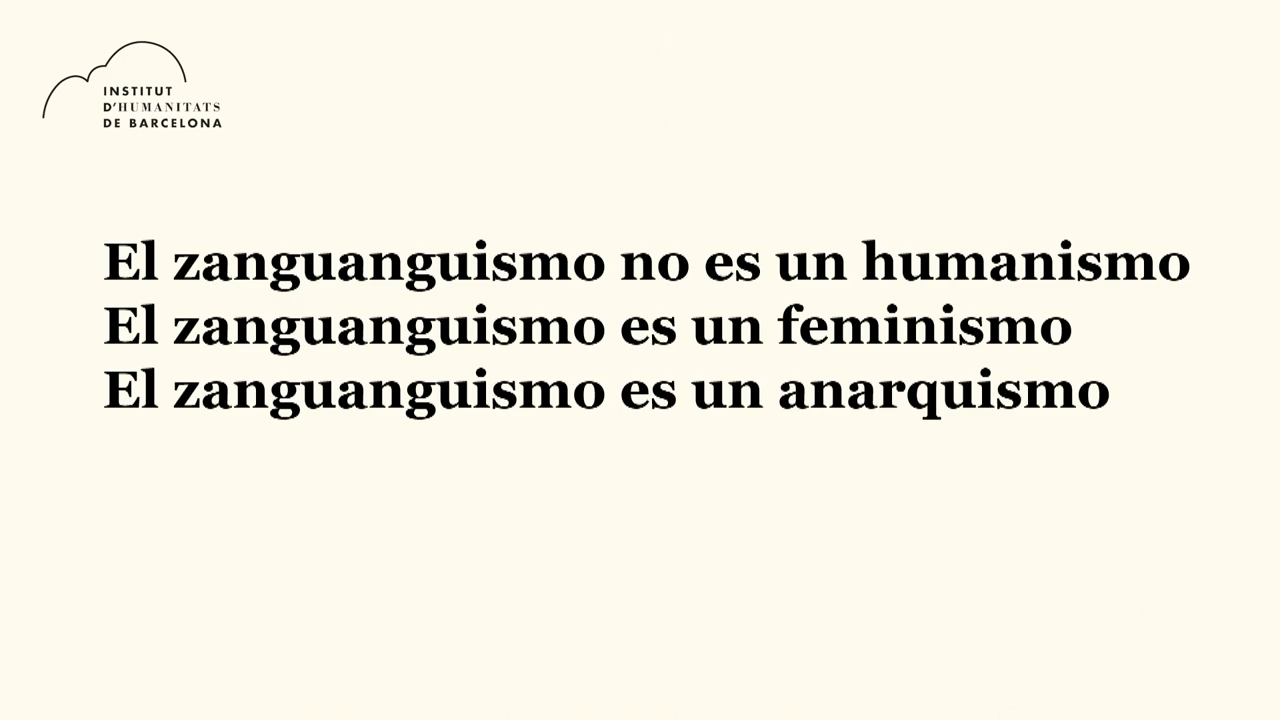 INSTITUT
D'HUMANITATS
DE BARCELONA
El zanguanguismo no es un humanismo
El zanguanguismo es un feminismo
El zanguanguismo es un anarquismo